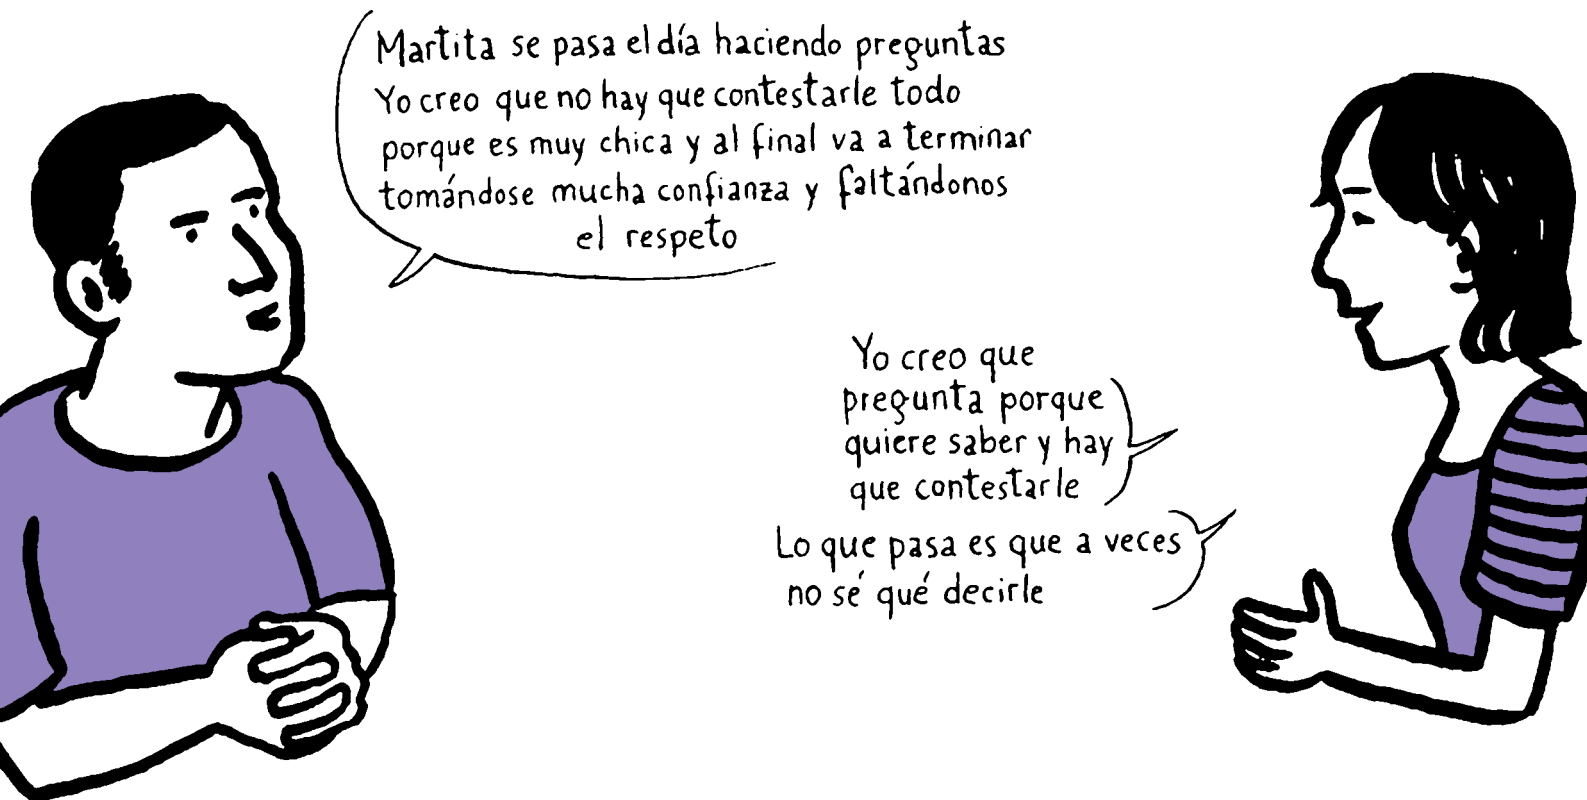 Martita se pasa el día haciendo preguntas
Yo creo que no hay que contestarle todo
porque es muy chica y al final va a terminar
tomándose mucha confianza y faltándonos
el respeto
Yo creo que
pregunta porque
quiere saber y hay
que contestarle
Lo que pasa es que a veces
no sé qué decirle